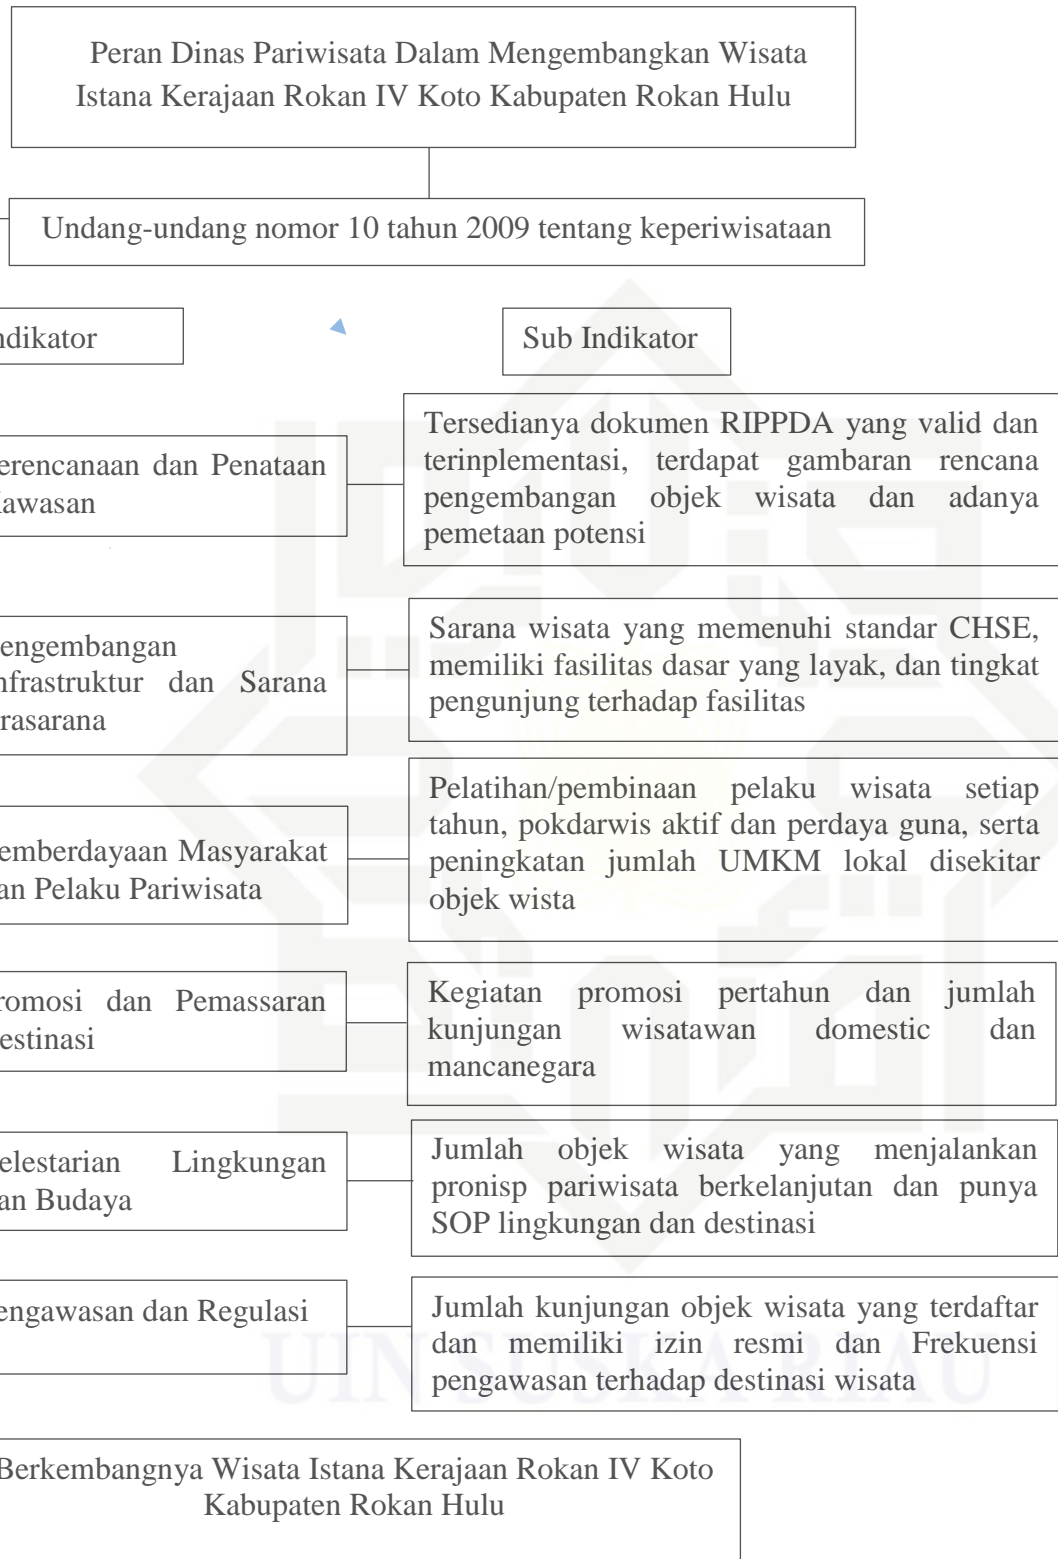 Peran Dinas Pariwisata Dalam Mengembangkan Wisata
Istana Kerajaan Rokan IV Koto Kabupaten Rokan Hulu
Undang-undang nomor 10 tahun 2009 tentang keperiwisataan
ndikator
Sub Indikator
erencanaan dan Penataan
awasan
Tersedianya dokumen RIPPDA yang valid dan
terinplementasi, terdapat gambaran rencana
pengembangan objek wisata dan adanya
pemetaan potensi
engembangan
nfrastruktur dan Sarana
rasarana
Sarana wisata yang memenuhi standar CHSE,
memiliki fasilitas dasar yang layak, dan tingkat
pengunjung terhadap fasilitas
emberdayaan Masyarakat
an Pelaku Pariwisata
Pelatihan/pembinaan pelaku wisata setiap
tahun, pokdarwis aktif dan perdaya guna, serta
peningkatan jumlah UMKM lokal disekitar
objek wista
romosi dan Pemassaran
estinasi
Kegiatan promosi pertahun dan jumlah
kunjungan wisatawan domestic dan
mancanegara
elestarian Lingkungan
an Budaya
Jumlah objek wisata yang menjalankan
pronisp pariwisata berkelanjutan dan punya
SOP lingkungan dan destinasi
engawasan dan Regulasi
Jumlah kunjungan objek wisata yang terdaftar
dan memiliki izin resmi dan Frekuensi
pengawasan terhadap destinasi wisata
UIN SUSKA RIAU
Berkembangnya Wisata Istana Kerajaan Rokan IV Koto
Kabupaten Rokan Hulu